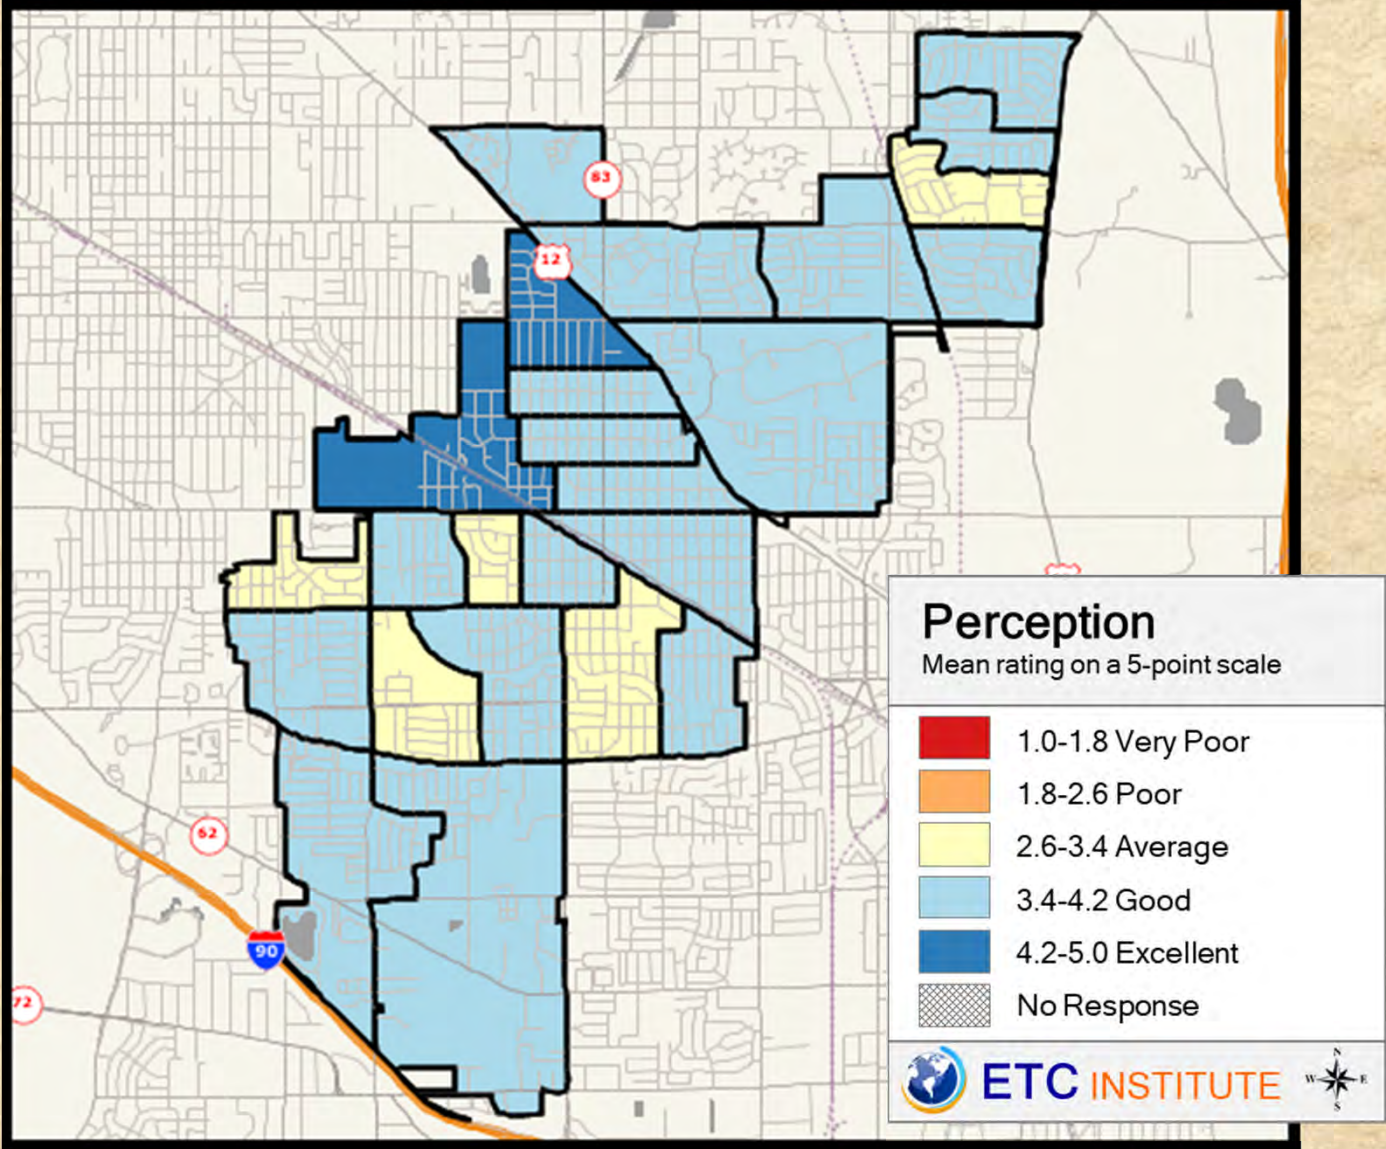 83
12
Perception
Mean rating on a 5-point scale
1.0-1.8 Very Poor
1.8-2.6 Poor
2.6-3.4 Average
3.4-4.2 Good
62
4.2-5.0 Excellent
90
No Response
72
ETC INSTITUTE
N
W E
S